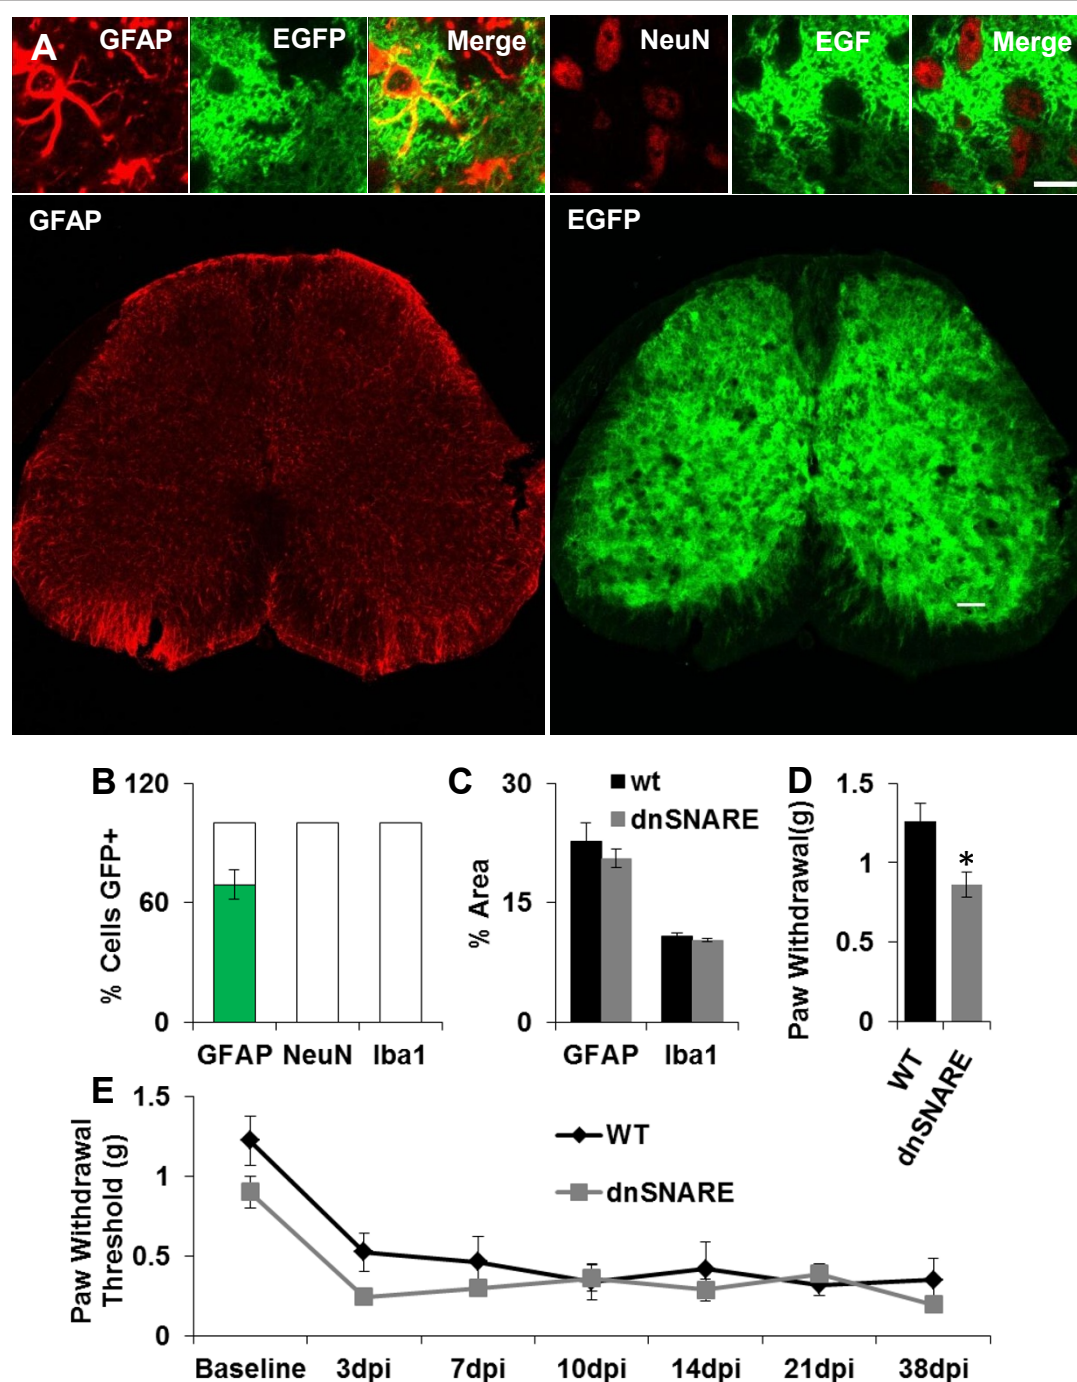 A GFAP EGFP Merge NeuN EGF Merge
GFAP EGFP
B
120
60
0
% Cells GFP+
GFAP NeuN Iba1
C
30
15
0
% Area
wt
dnSNARE
GFAP Iba1
D
1.5
1
0.5
0
Paw Withdrawal(g)
*
WT
dnSNARE
E
1.5
1
0.5
0
Paw Withdrawal
Threshold (g)
WT
dnSNARE
Baseline 3dpi 7dpi 10dpi 14dpi 21dpi 38dpi